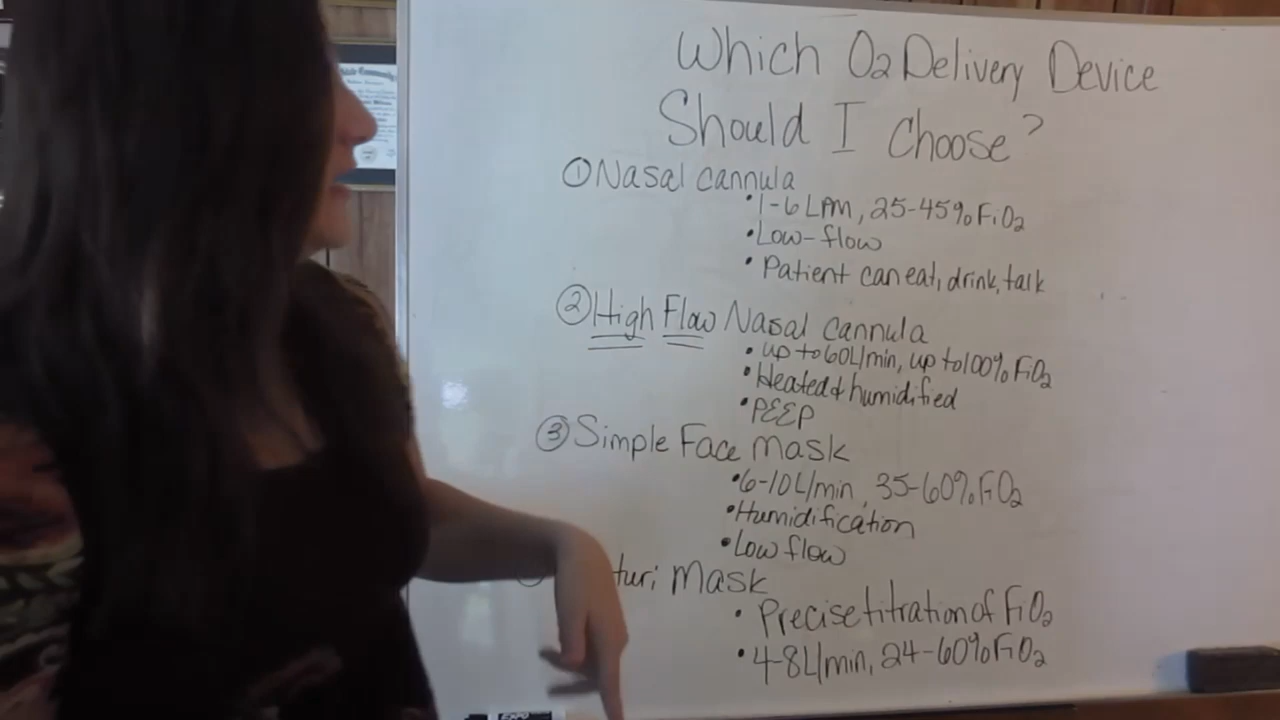 Which O2 Delivery Device
Should I Choose?
① Nasal cannula
• 1-6 LPM, 25-45% FiO2
• Low-flow
• Patient can eat, drink, talk
② High Flow Nasal cannula
• up to 60L/min, up to 100% FiO2
• Heated & humidified
• PEEP
③ Simple Face Mask
• 6-10L/min, 35-60% FiO2
• Humidification
• Low flow
turi Mask
• Precise titration of FiO2
• 4-8L/min, 24-60% FiO2
EXPO